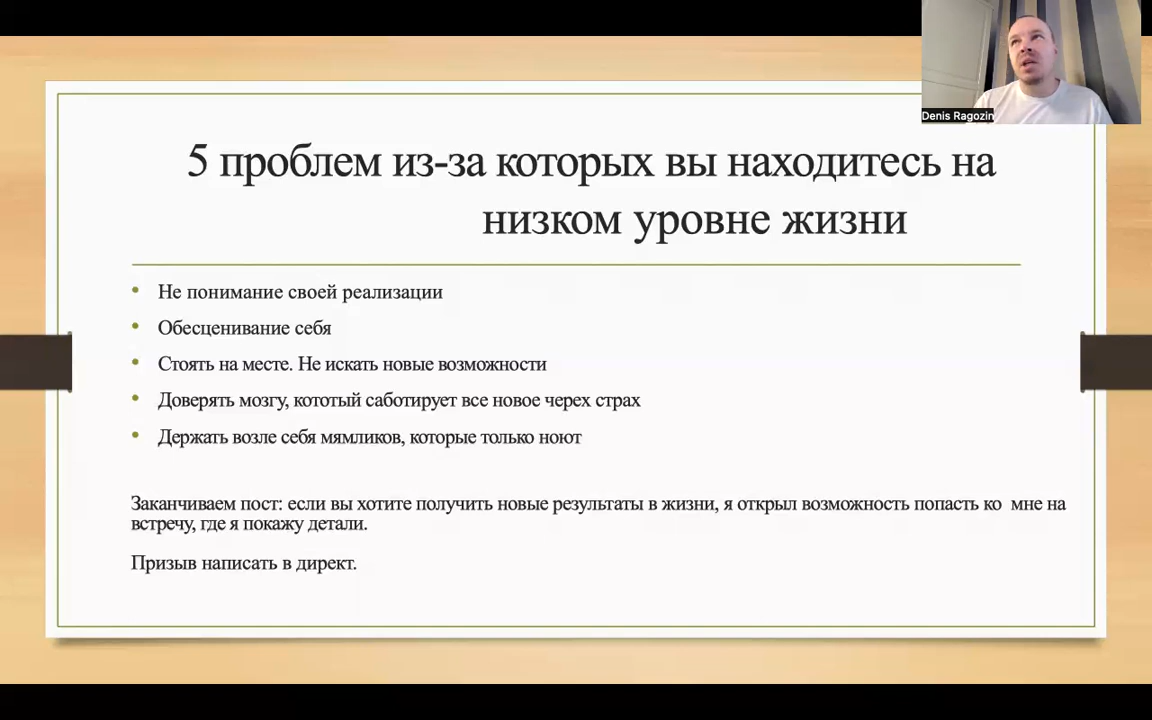 Denis Ragozin
5 проблем из-за которых вы находитесь на
низком уровне жизни
• Не понимание своей реализации
• Обесценивание себя
• Стоять на месте. Не искать новые возможности
• Доверять мозгу, кототый саботирует все новое черех страх
• Держать возле себя мямликов, которые только ноют
Заканчиваем пост: если вы хотите получить новые результаты в жизни, я открыл возможность попасть ко мне на
встречу, где я покажу детали.
Призыв написать в директ.